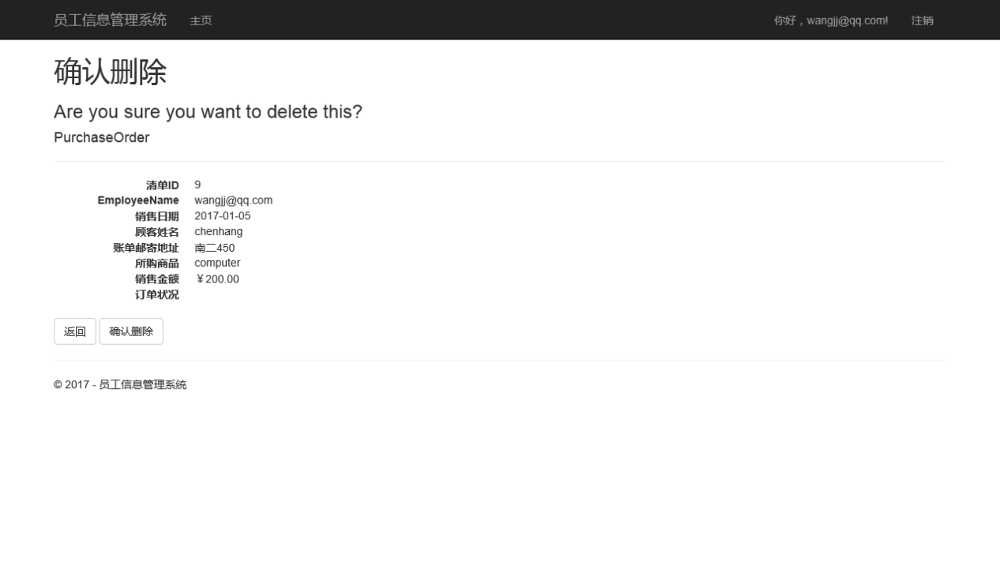 员工信息管理系统 主页 你好，wangjj@qq.com! 注销
确认删除
Are you sure you want to delete this?
PurchaseOrder
清单ID 9
EmployeeName wangjj@qq.com
销售日期 2017-01-05
顾客姓名 chenhang
账单邮寄地址 南二450
所购商品 computer
销售金额 ￥200.00
订单状况
返回 确认删除
© 2017 - 员工信息管理系统